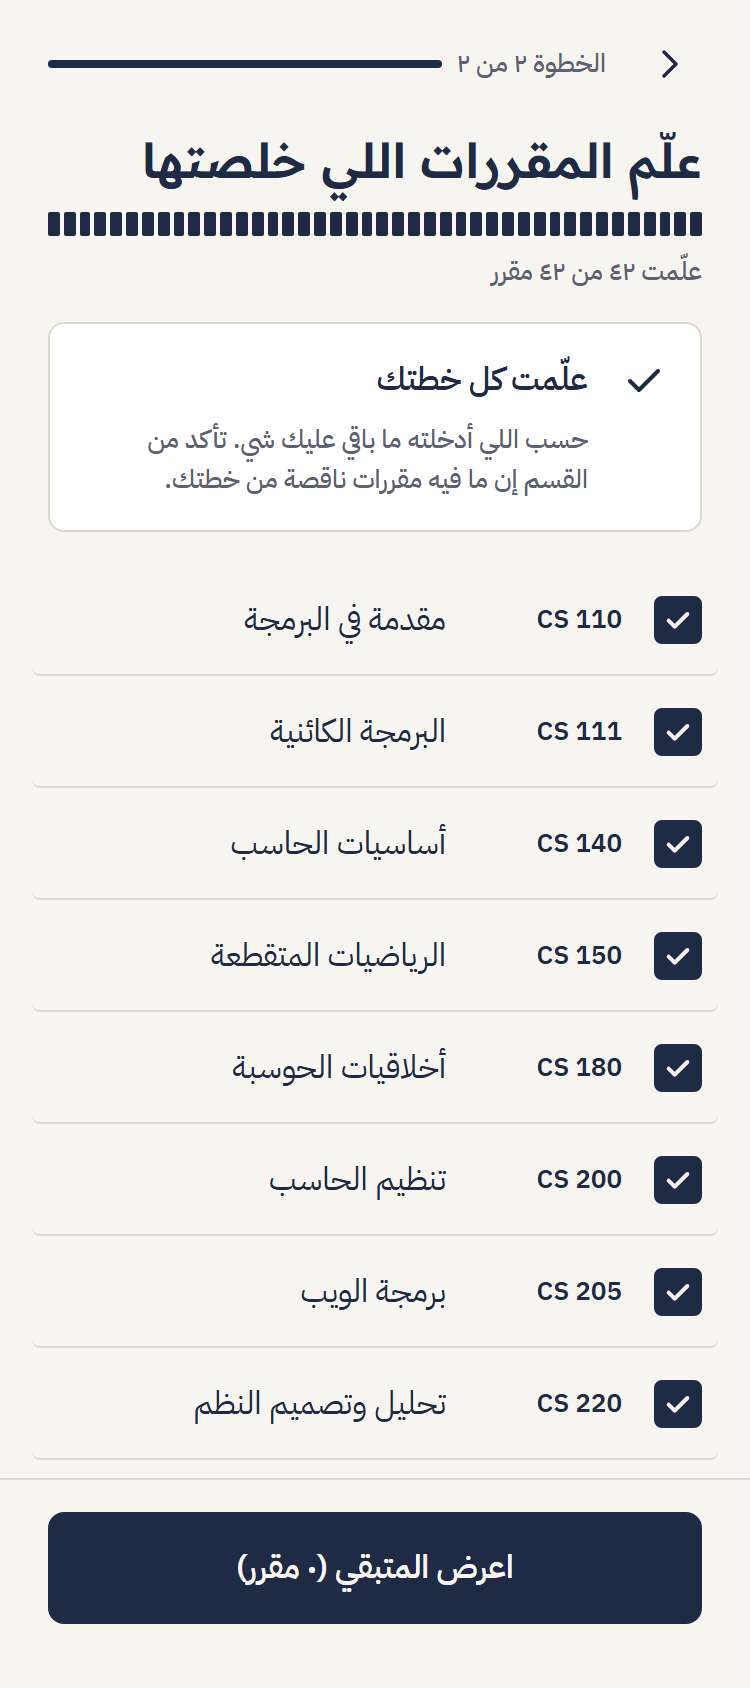 الخطوة ٢ من ٢
علّم المقررات اللي خلصتها
علّمت ٤٢ من ٤٢ مقرر
علّمت كل خطتك
حسب اللي أدخلته ما باقي عليك شي. تأكد من
القسم إن ما فيه مقررات ناقصة من خطتك.
CS 110 مقدمة في البرمجة
CS 111 البرمجة الكائنية
CS 140 أساسيات الحاسب
CS 150 الرياضيات المتقطعة
CS 180 أخلاقيات الحوسبة
CS 200 تنظيم الحاسب
CS 205 برمجة الويب
CS 220 تحليل وتصميم النظم
اعرض المتبقي (٠ مقرر)